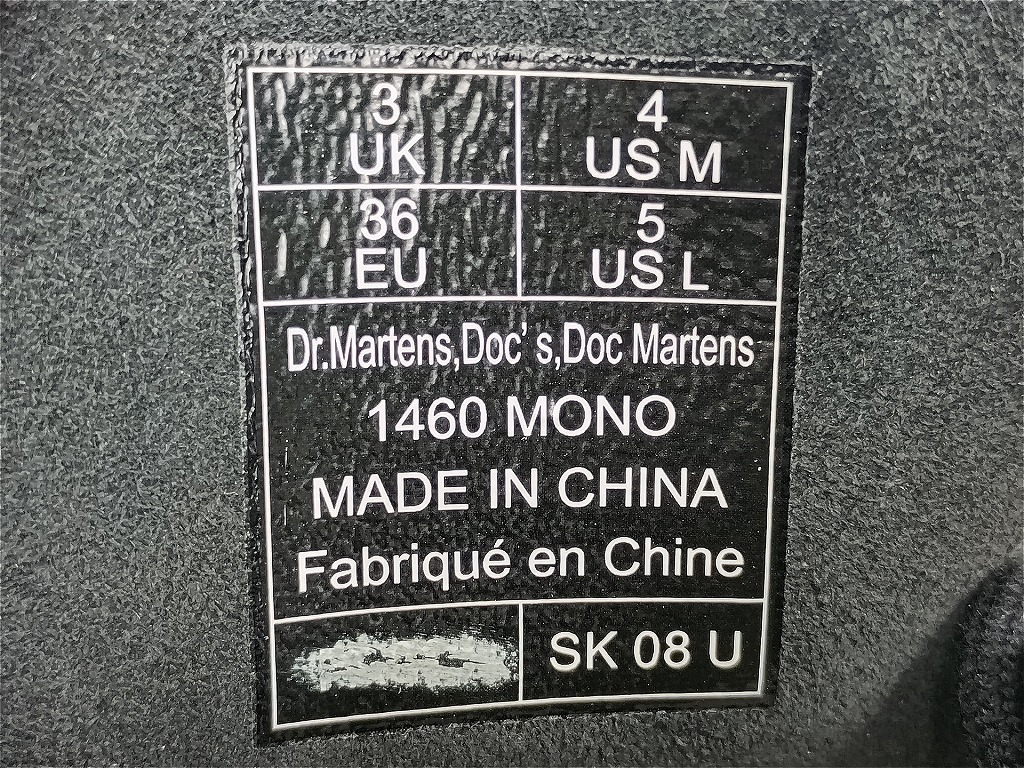 3
UK
4
US M
36
EU
5
US L
Dr.Martens,Doc's,Doc Martens
1460 MONO
MADE IN CHINA
Fabriqué en Chine
SK 08 U